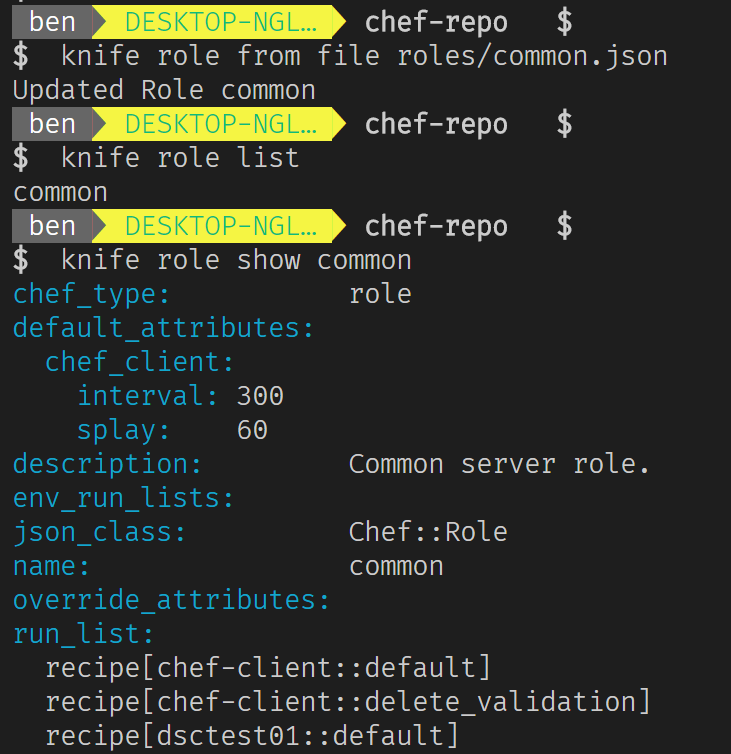 ben DESKTOP-NGL… chef-repo $
$ knife role from file roles/common.json
Updated Role common
ben DESKTOP-NGL… chef-repo $
$ knife role list
common
ben DESKTOP-NGL… chef-repo $
$ knife role show common
chef_type: role
default_attributes:
chef_client:
interval: 300
splay: 60
description: Common server role.
env_run_lists:
json_class: Chef::Role
name: common
override_attributes:
run_list:
recipe[chef-client::default]
recipe[chef-client::delete_validation]
recipe[dsctest01::default]